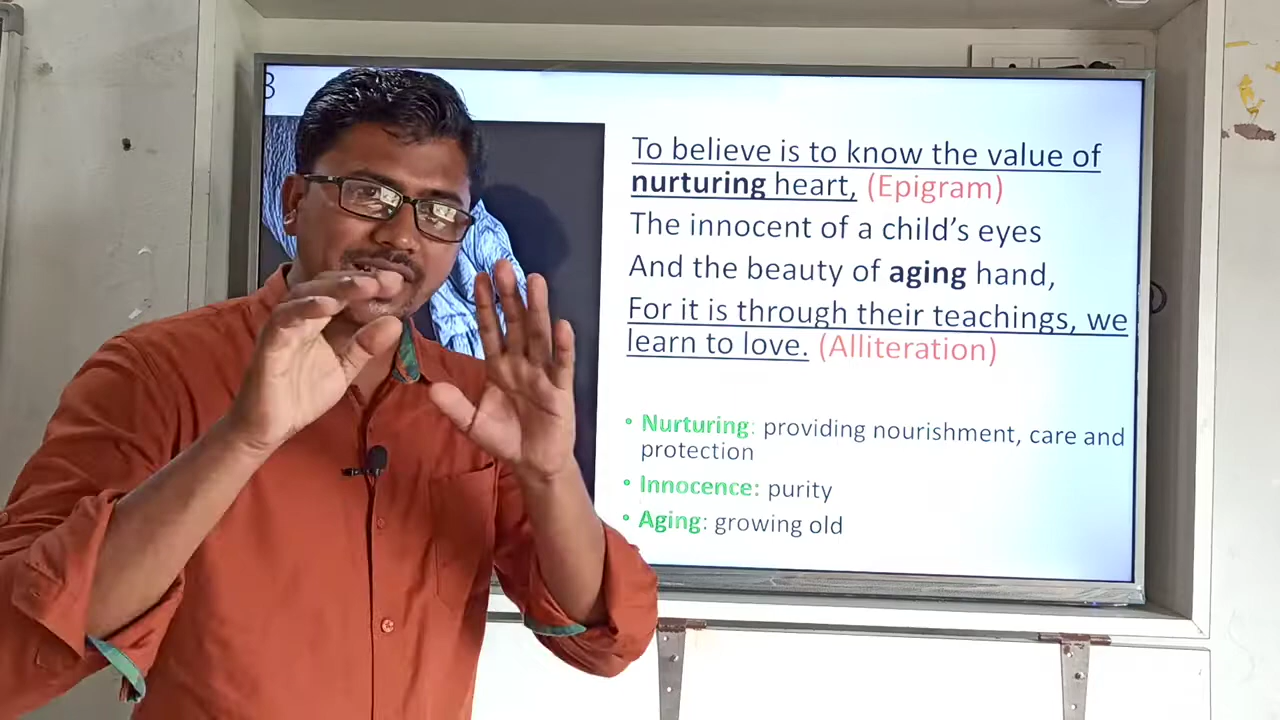 3
To believe is to know the value of
nurturing heart, (Epigram)
The innocent of a child’s eyes
And the beauty of aging hand,
For it is through their teachings, we
learn to love. (Alliteration)
• Nurturing: providing nourishment, care and
protection
• Innocence: purity
• Aging: growing old